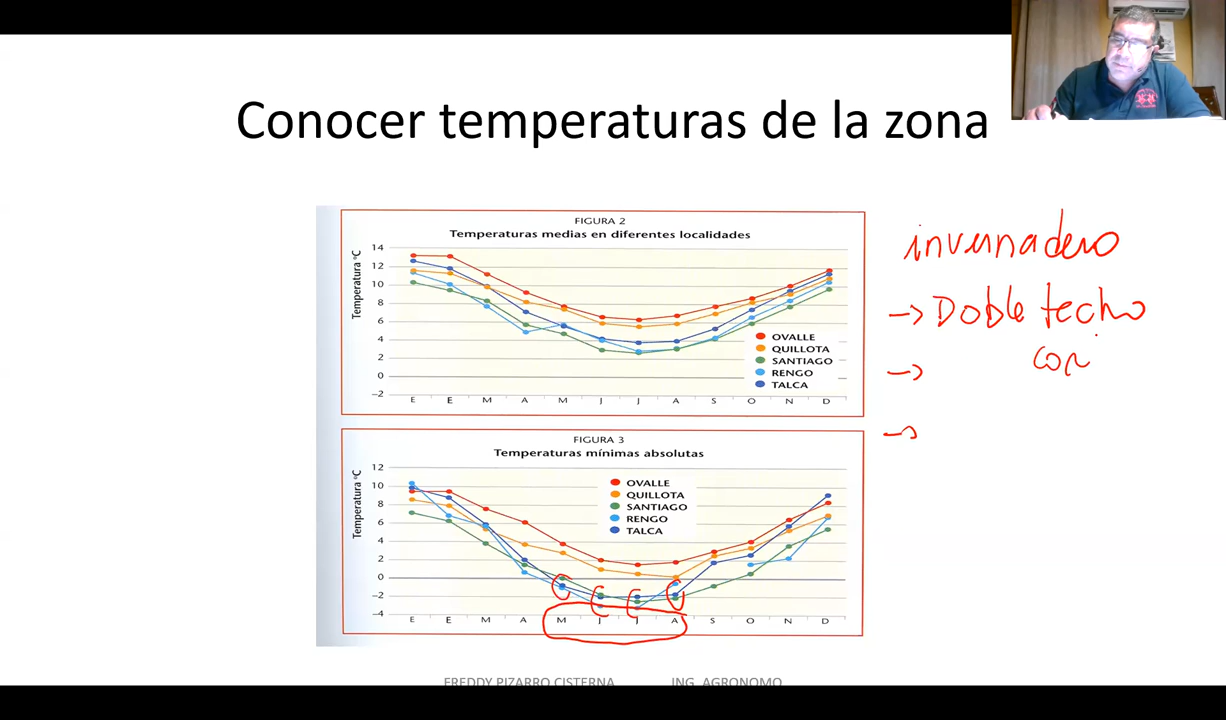 Conocer temperaturas de la zona
FIGURA 2
Temperaturas medias en diferentes localidades
Temperatura °C
14
12
10
8
6
4
2
0
−2
OVALLE
QUILLOTA
SANTIAGO
RENGO
TALCA
E E M A M J J A S O N D
FIGURA 3
Temperaturas mínimas absolutas
Temperatura °C
12
10
8
6
4
2
0
−2
−4
OVALLE
QUILLOTA
SANTIAGO
RENGO
TALCA
E E M A M J J A S O N D
invernadero
→ Doble techo
→ con
→
FREDDY PIZARRO CISTERNA ING. AGRONOMO